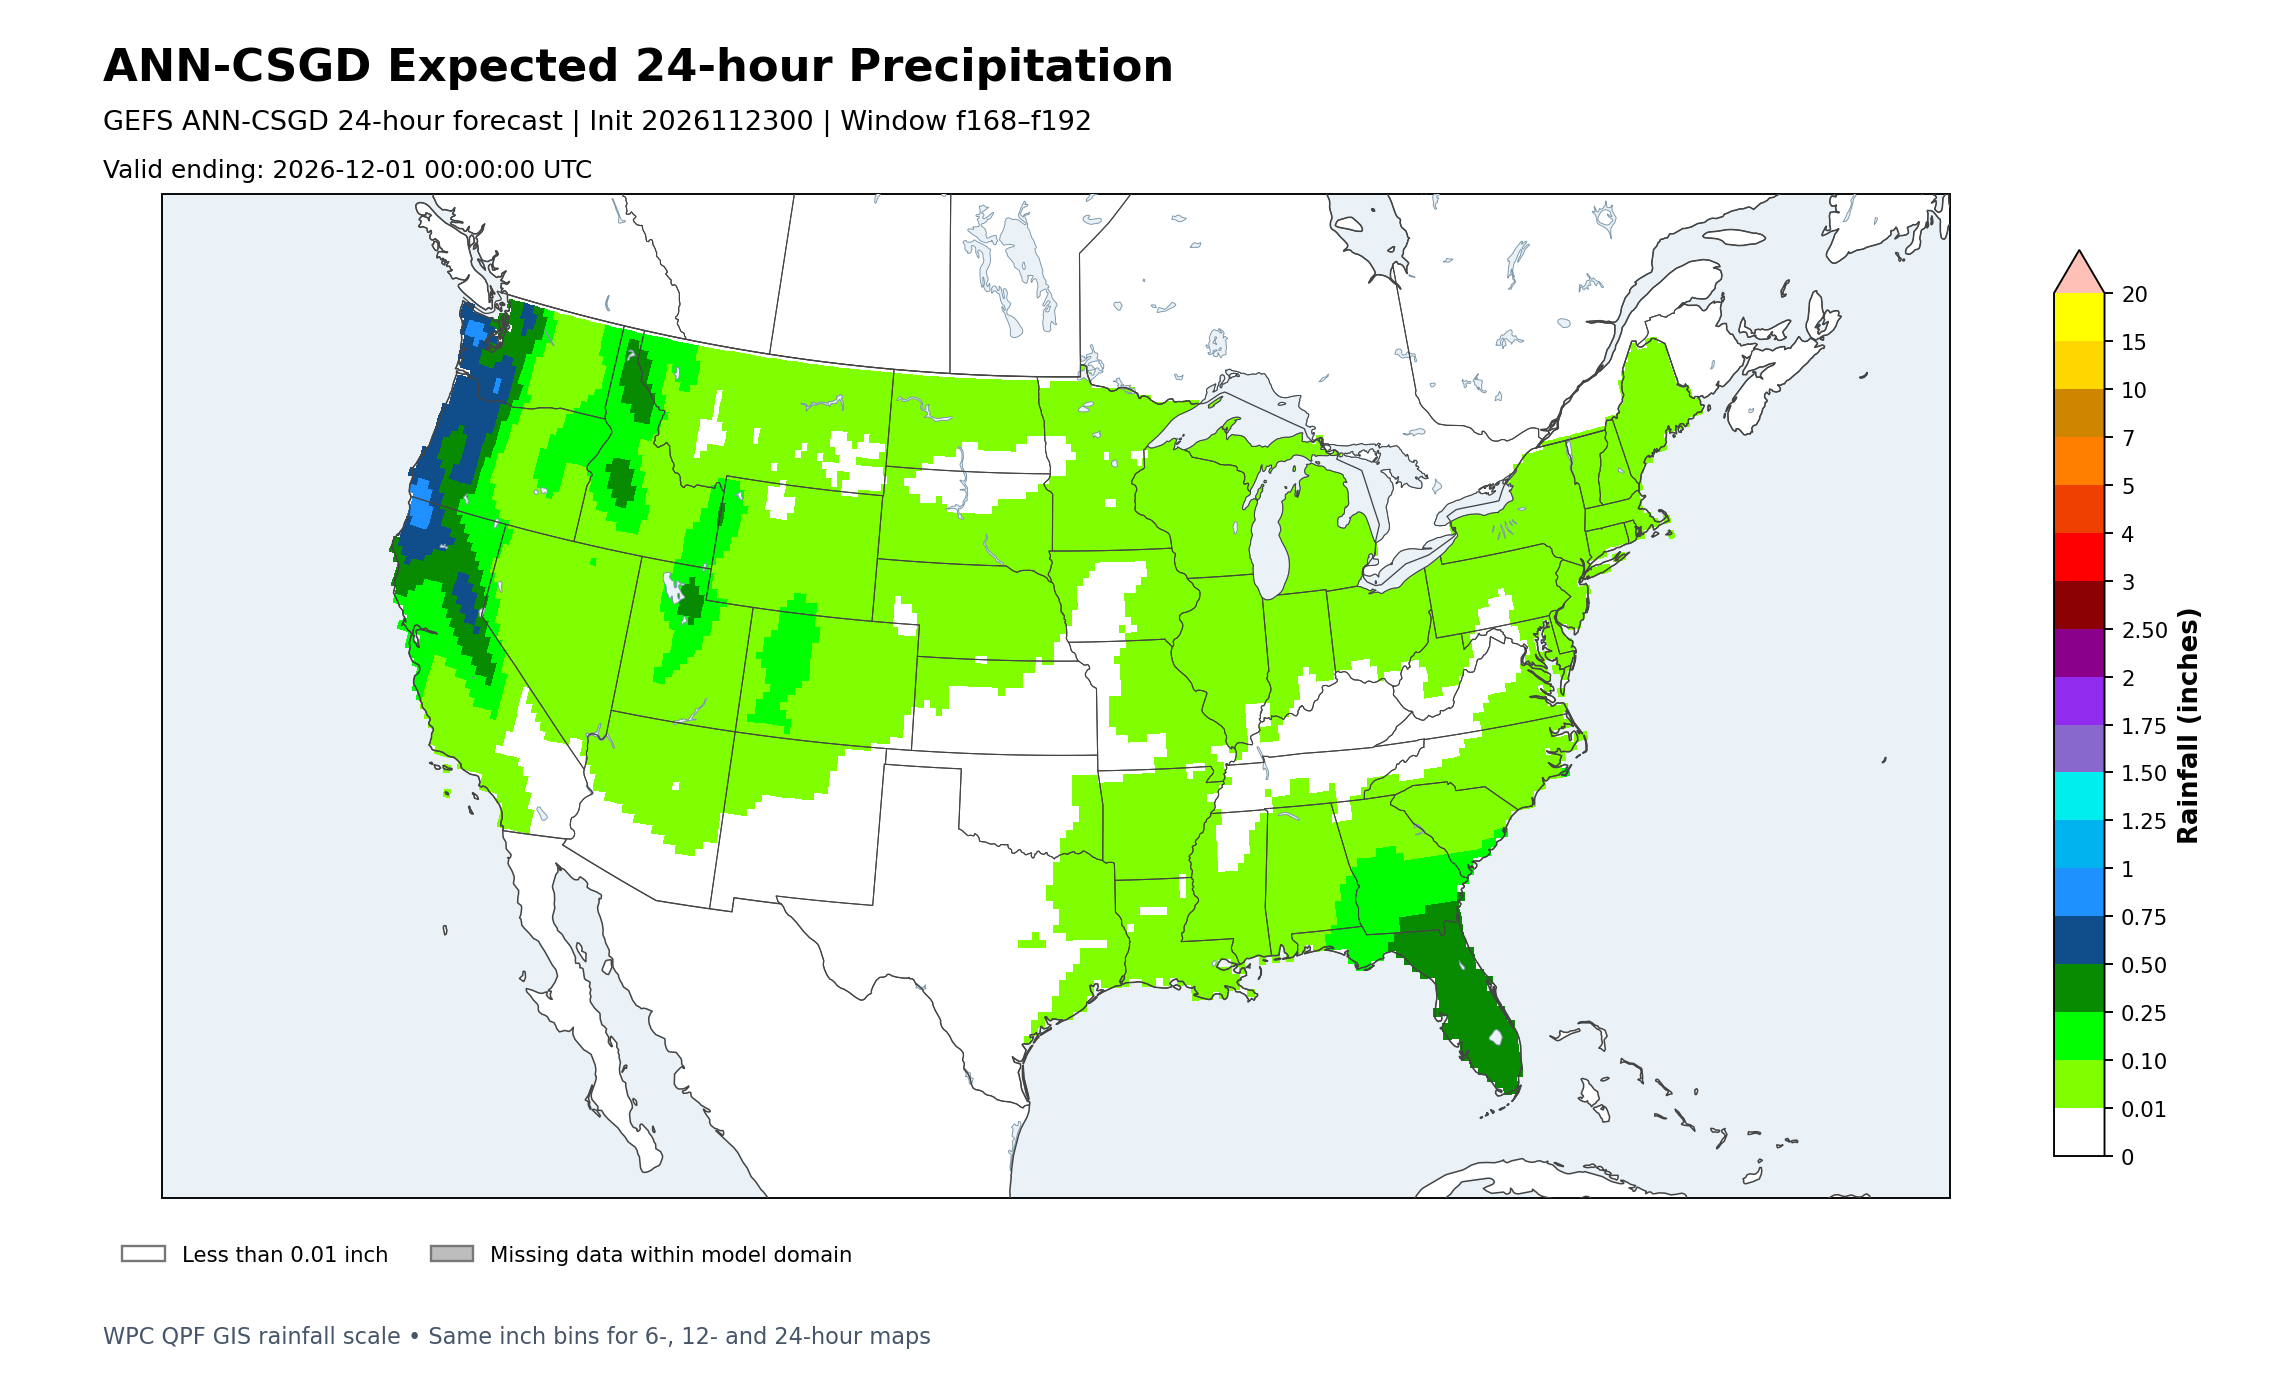 ANN-CSGD Expected 24-hour Precipitation
GEFS ANN-CSGD 24-hour forecast | Init 2026112300 | Window f168–f192
Valid ending: 2026-12-01 00:00:00 UTC
20
15
10
7
5
4
3
2.50
2
1.75
1.50
1.25
1
0.75
0.50
0.25
0.10
0.01
0
Rainfall (inches)
Less than 0.01 inch
Missing data within model domain
WPC QPF GIS rainfall scale • Same inch bins for 6-, 12- and 24-hour maps